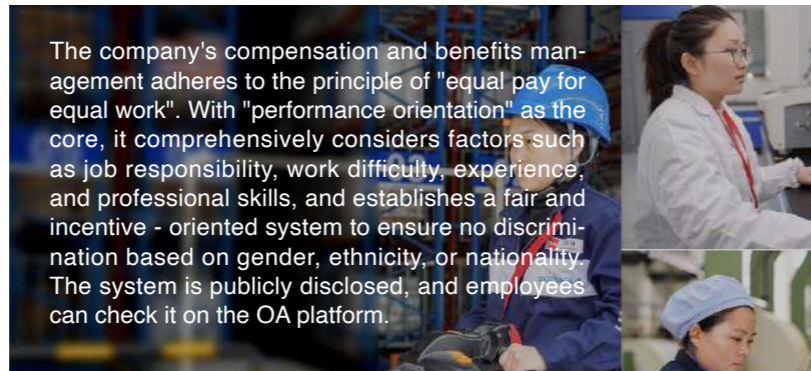 The company's compensation and benefits man-
agement adheres to the principle of "equal pay for
equal work". With "performance orientation" as the
core, it comprehensively considers factors such
as job responsibility, work difficulty, experience,
and professional skills, and establishes a fair and
incentive - oriented system to ensure no discrimi-
nation based on gender, ethnicity, or nationality.
The system is publicly disclosed, and employees
can check it on the OA platform.